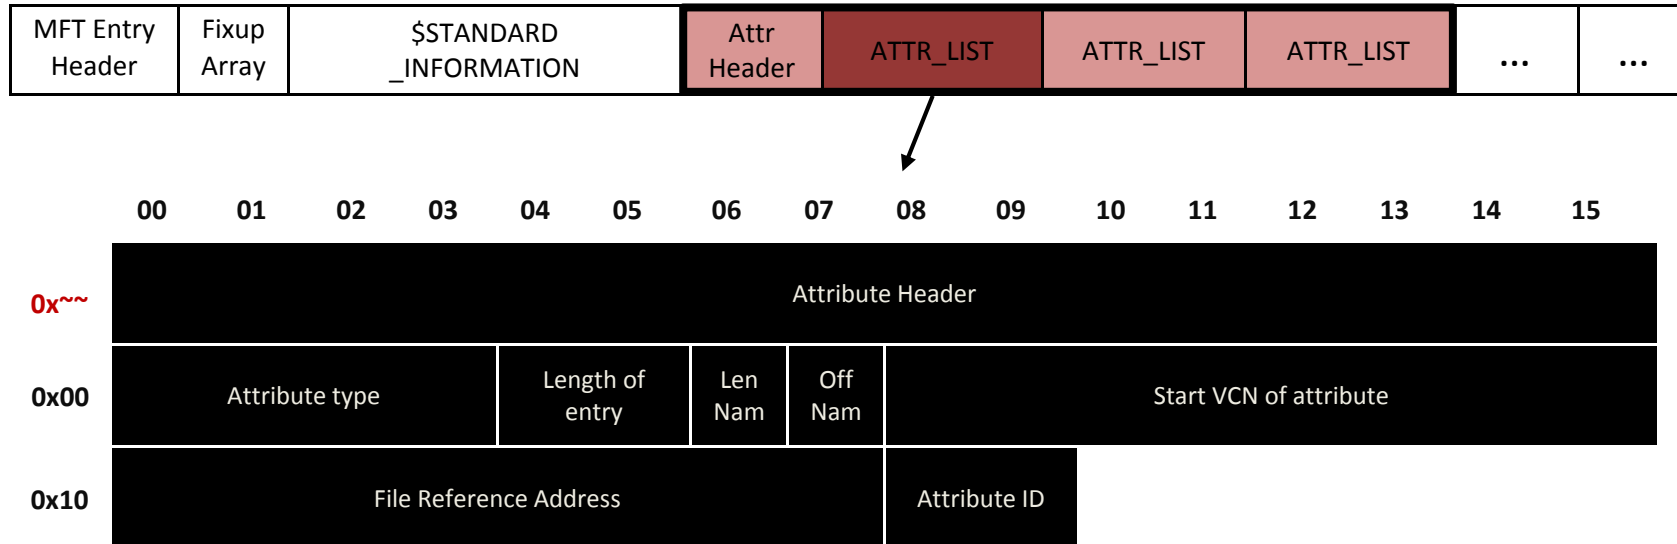 MFT Entry
Header
Fixup
Array
$STANDARD
_INFORMATION
Attr
Header
ATTR_LIST
ATTR_LIST
ATTR_LIST
...
...
00 01 02 03 04 05 06 07 08 09 10 11 12 13 14 15
0x~~
Attribute Header
0x00
Attribute type
Length of
entry
Len
Nam
Off
Nam
Start VCN of attribute
0x10
File Reference Address
Attribute ID